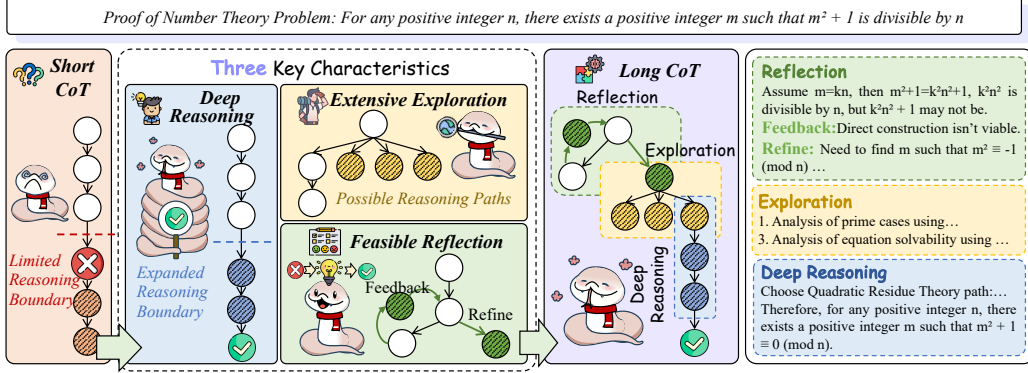 Proof of Number Theory Problem: For any positive integer n, there exists a positive integer m such that m² + 1 is divisible by n
Short
CoT
Limited
Reasoning
Boundary
Three Key Characteristics
Deep
Reasoning
Expanded
Reasoning
Boundary
Extensive Exploration
Possible Reasoning Paths
Feasible Reflection
Feedback
Refine
Long CoT
Reflection
Exploration
Deep
Reasoning
Reflection
Assume m=kn, then m²+1=k²n²+1, k²n² is
divisible by n, but k²n² + 1 may not be.
Feedback:Direct construction isn't viable.
Refine: Need to find m such that m² ≡ -1
(mod n) …
Exploration
1. Analysis of prime cases using…
3. Analysis of equation solvability using …
Deep Reasoning
Choose Quadratic Residue Theory path:…
Therefore, for any positive integer n, there
exists a positive integer m such that m² + 1
≡ 0 (mod n).